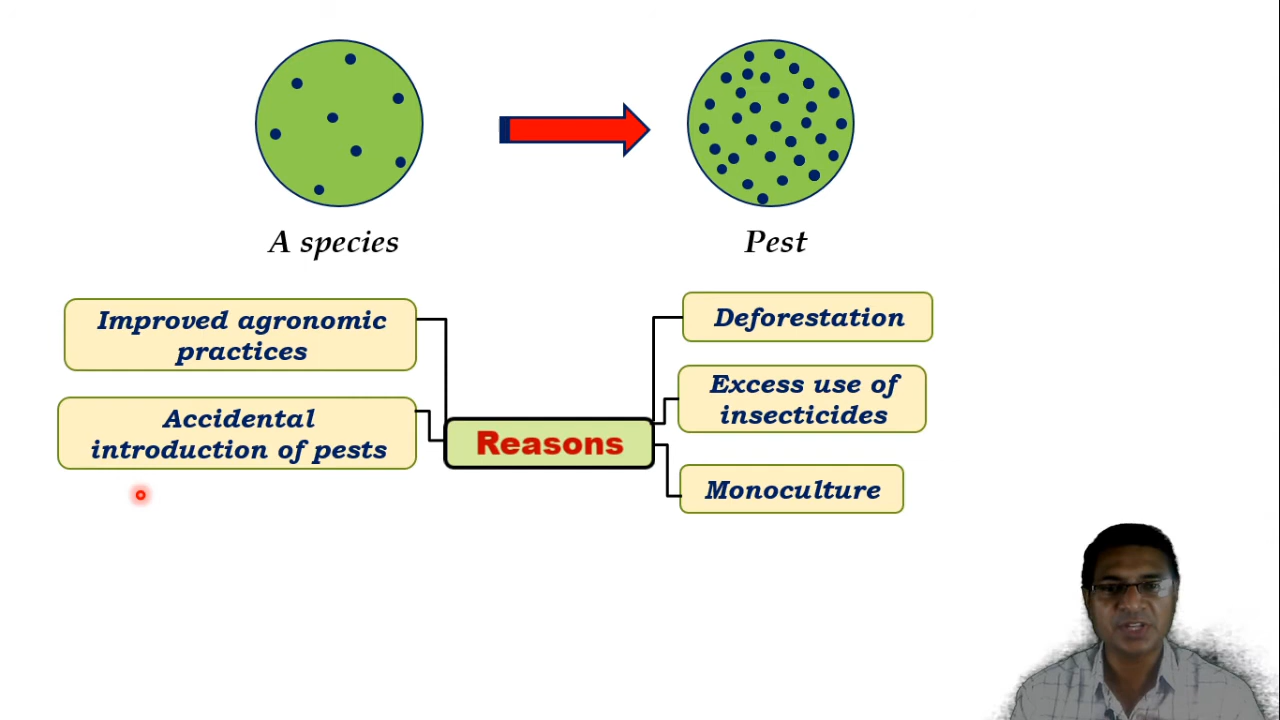 A species
Pest
Improved agronomic
practices
Accidental
introduction of pests
Reasons
Deforestation
Excess use of
insecticides
Monoculture